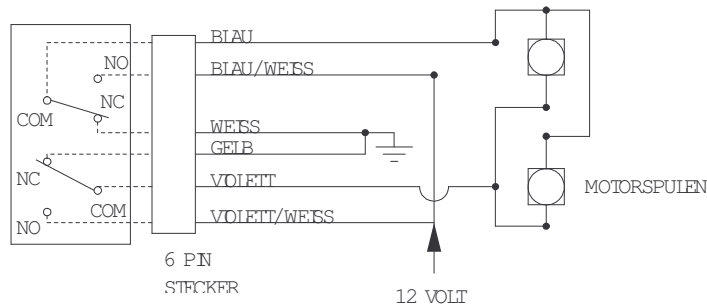 BLAU
NO
BLAU/WEISS
NC
COM
WEISS
GELB
NC
VIOLETT
MOTORSPULEN
COM
NO
VIOLETT/WEISS
6 PIN
STECKER
12 VOLT